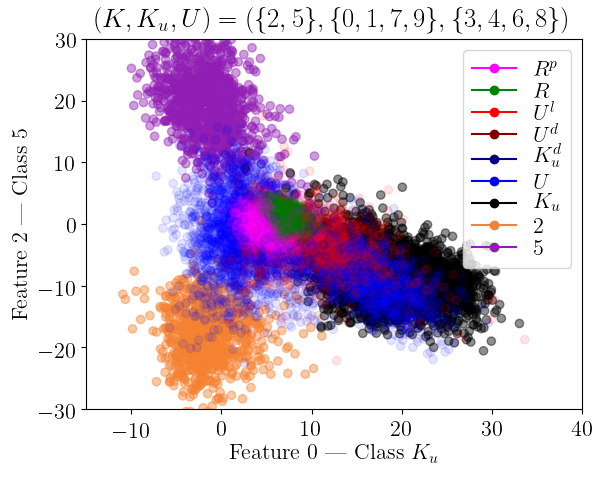 (K, K_u, U) = ({2, 5}, {0, 1, 7, 9}, {3, 4, 6, 8})
30
20
10
0
−10
−20
−30
Feature 2 — Class 5
R^p
R
U^l
U^d
K_u^d
U
K_u
2
5
−10
0
10
20
30
40
Feature 0 — Class K_u